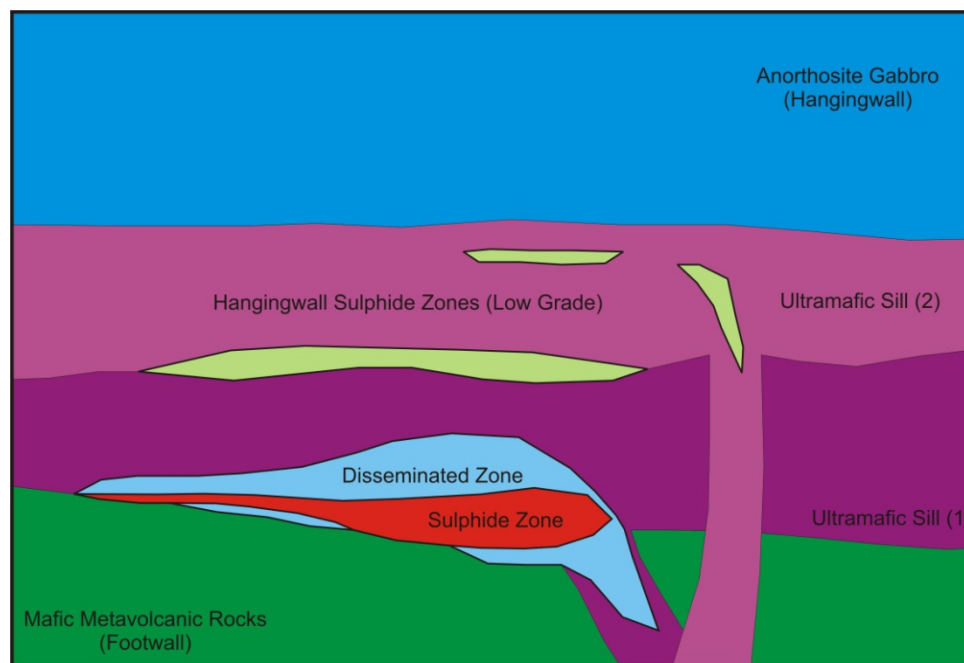 Anorthosite Gabbro
(Hangingwall)
Hangingwall Sulphide Zones (Low Grade)
Ultramafic Sill (2)
Disseminated Zone
Sulphide Zone
Ultramafic Sill (1
Mafic Metavolcanic Rocks
(Footwall)